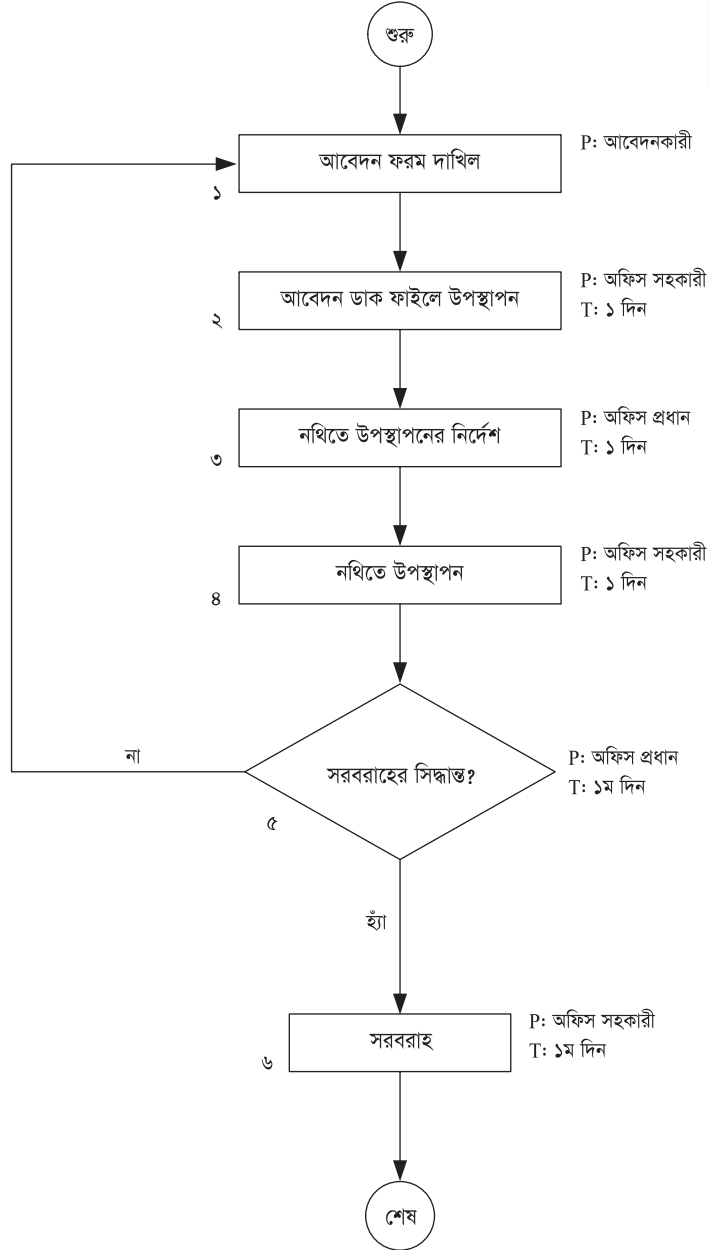 শুরু
আবেদন ফরম দাখিল
P: আবেদনকারী
১
আবেদন ডাক ফাইলে উপস্থাপন
P: অফিস সহকারী
T: ১ দিন
২
নথিতে উপস্থাপনের নির্দেশ
P: অফিস প্রধান
T: ১ দিন
৩
নথিতে উপস্থাপন
P: অফিস সহকারী
T: ১ দিন
৪
না
সরবরাহের সিদ্ধান্ত?
P: অফিস প্রধান
T: ১ম দিন
৫
হ্যাঁ
সরবরাহ
P: অফিস সহকারী
T: ১ম দিন
৬
শেষ